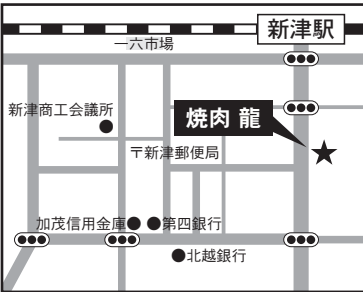 新津駅
一六市場
新津商工会議所
焼肉 龍
〒新津郵便局
加茂信用金庫● ●第四銀行
●北越銀行